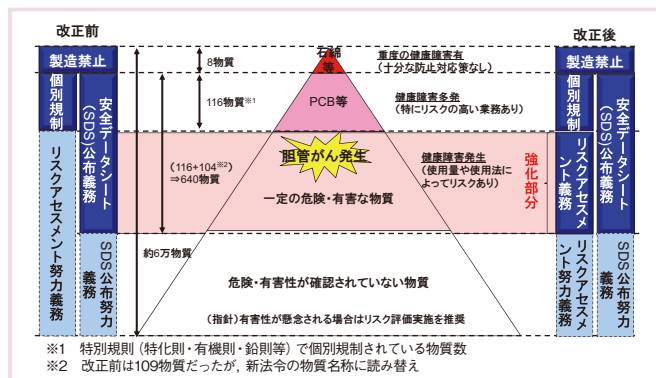 改正前
改正後
製造禁止
個別規制
安全データシート
(SDS)公布義務
リスクアセスメント努力義務
SDS公布努力
義務
8物質
116物質※1
(116+104※2)
⇒640物質
約6万物質
石綿
等
PCB等
胆管がん発生
一定の危険・有害な物質
危険・有害性が確認されていない物質
(指針)有害性が懸念される場合はリスク評価実施を推奨
重度の健康障害有
(十分な防止対応策なし)
健康障害多発
(特にリスクの高い業務あり)
健康障害発生
(使用量や使用法に
よってリスクあり)
強化部分
製造禁止
個別規制
安全データシート
(SDS)公布義務
リスクアセスメ
ント義務
リスクアセスメ
ント努力義務
SDS公布努力
義務
※1 特別規則(特化則・有機則・鉛則等)で個別規制されている物質数
※2 改正前は109物質だったが,新法令の物質名称に読み替え